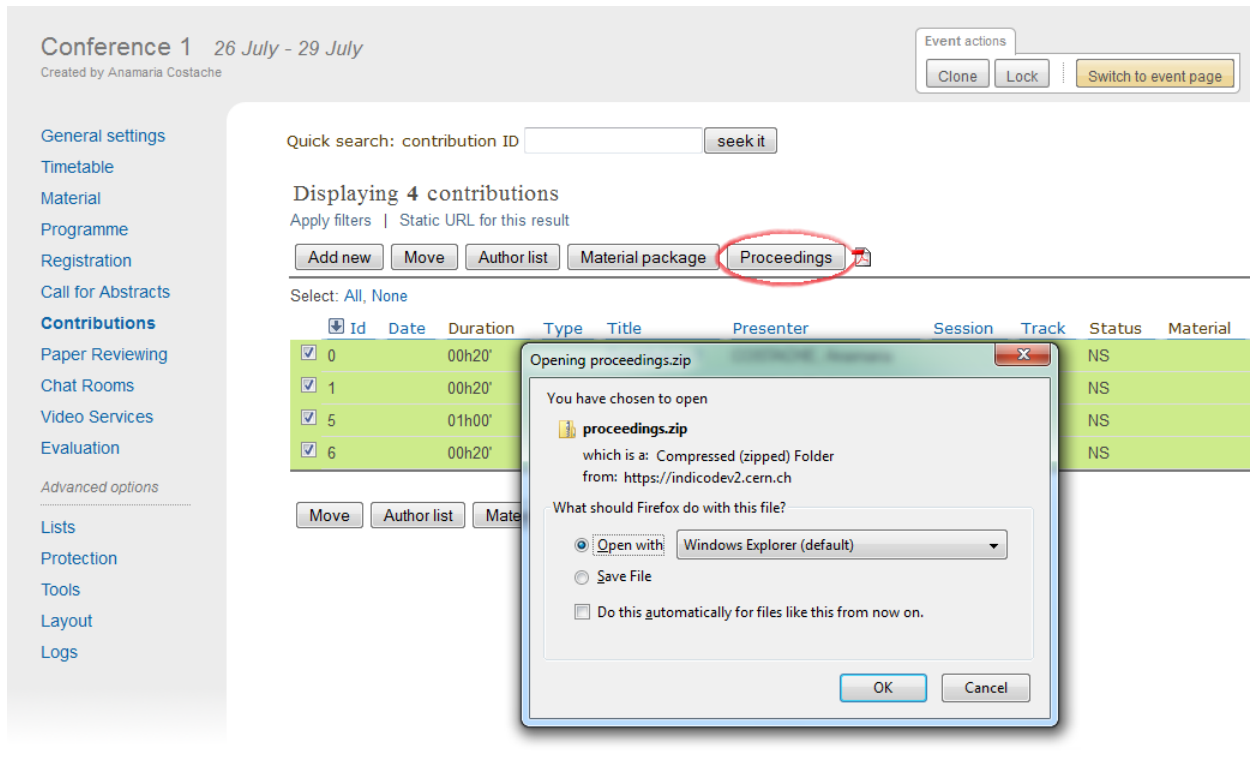 Conference 1 26 July - 29 July
Created by Anamaria Costache
Event actions
Clone Lock Switch to event page
General settings
Timetable
Material
Programme
Registration
Call for Abstracts
Contributions
Paper Reviewing
Chat Rooms
Video Services
Evaluation
Advanced options
Lists
Protection
Tools
Layout
Logs
Quick search: contribution ID seek it
Displaying 4 contributions
Apply filters | Static URL for this result
Add new Move Author list Material package Proceedings
Select: All, None
Id Date Duration Type Title Presenter Session Track Status Material
0 00h20' NS
1 00h20' NS
5 01h00' NS
6 00h20' NS
Move Author list Mate
Opening proceedings.zip
You have chosen to open
proceedings.zip
which is a: Compressed (zipped) Folder
from: https://indicodev2.cern.ch
What should Firefox do with this file?
Open with Windows Explorer (default)
Save File
Do this automatically for files like this from now on.
OK Cancel